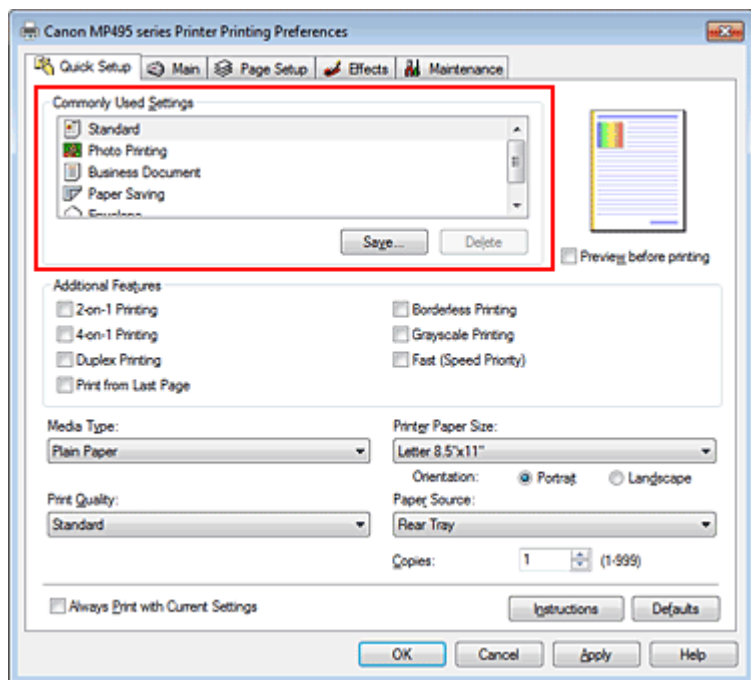 Canon MP495 series Printer Printing Preferences
Quick Setup Main Page Setup Effects Maintenance
Commonly Used Settings
Standard
Photo Printing
Business Document
Paper Saving
Envelope
Save... Delete
Preview before printing
Additional Features
2-on-1 Printing Borderless Printing
4-on-1 Printing Grayscale Printing
Duplex Printing Fast (Speed Priority)
Print from Last Page
Media Type: Printer Paper Size:
Plain Paper Letter 8.5"x11"
Orientation: Portrait Landscape
Print Quality: Paper Source:
Standard Rear Tray
Copies: 1 (1-999)
Always Print with Current Settings Instructions Defaults
OK Cancel Apply Help